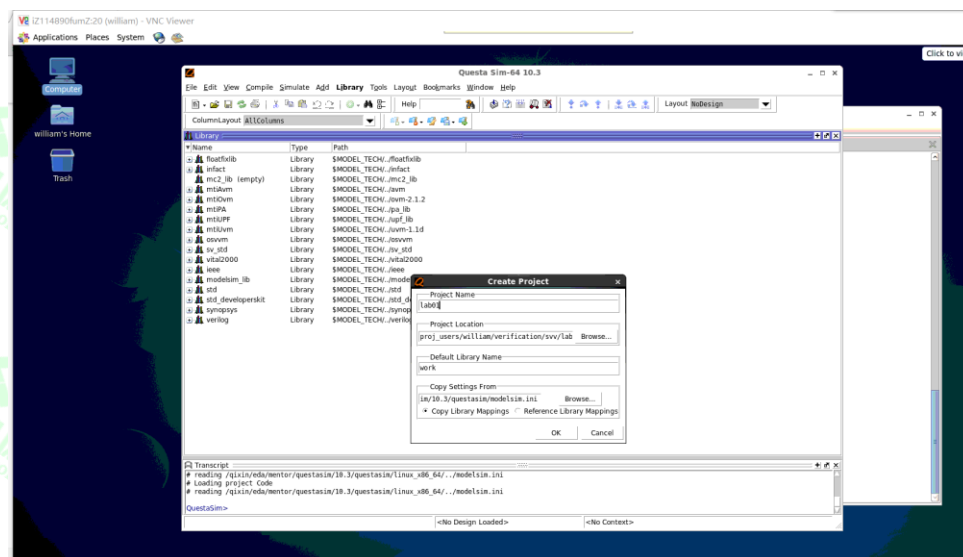 iZ114890fumZ:20 (william) - VNC Viewer
Applications Places System
Click to vi
Computer
william's Home
Trash
Questa Sim-64 10.3
File Edit View Compile Simulate Add Library Tools Layout Bookmarks Window Help
Help
Layout NoDesign
ColumnLayout AllColumns
Library
Name Type Path
floatfixlib Library $MODEL_TECH/../floatfixlib
infact Library $MODEL_TECH/../infact
mc2_lib (empty) Library $MODEL_TECH/../mc2_lib
mtiAvm Library $MODEL_TECH/../avm
mtiOvm Library $MODEL_TECH/../ovm-2.1.2
mtiPA Library $MODEL_TECH/../pa_lib
mtiUPF Library $MODEL_TECH/../upf_lib
mtiUvm Library $MODEL_TECH/../uvm-1.1d
osvvm Library $MODEL_TECH/../osvvm
sv_std Library $MODEL_TECH/../sv_std
vital2000 Library $MODEL_TECH/../vital2000
ieee Library $MODEL_TECH/../ieee
modelsim_lib Library $MODEL_TECH/../mode
std Library $MODEL_TECH/../std
std_developerskit Library $MODEL_TECH/../std_d
synopsys Library $MODEL_TECH/../synop
verilog Library $MODEL_TECH/../verilo
Create Project
Project Name
lab01
Project Location
proj_users/william/verification/svv/lab Browse...
Default Library Name
work
Copy Settings From
im/10.3/questasim/modelsim.ini Browse...
Copy Library Mappings Reference Library Mappings
OK Cancel
Transcript
# reading /qixin/eda/mentor/questasim/10.3/questasim/linux_x86_64/../modelsim.ini
# Loading project Code
# reading /qixin/eda/mentor/questasim/10.3/questasim/linux_x86_64/../modelsim.ini
QuestaSim>
<No Design Loaded> <No Context>